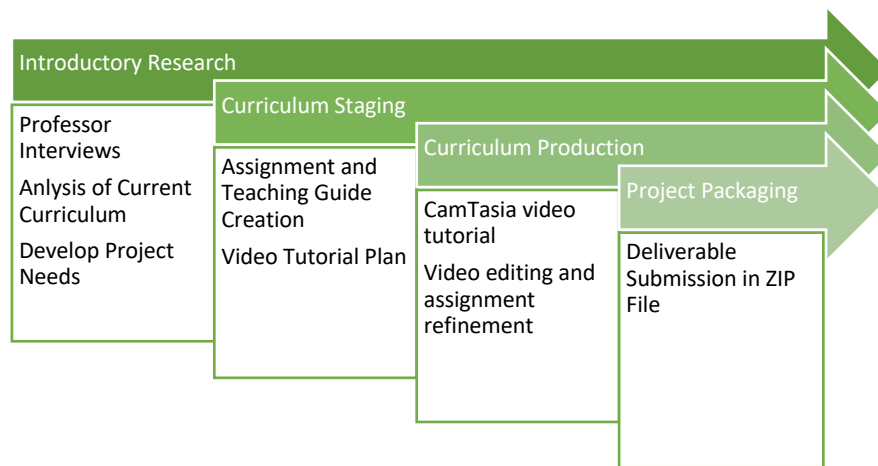 Introductory Research
Professor
Interviews
Anlysis of Current
Curriculum
Develop Project
Needs
Curriculum Staging
Assignment and
Teaching Guide
Creation
Video Tutorial Plan
Curriculum Production
CamTasia video
tutorial
Video editing and
assignment
refinement
Project Packaging
Deliverable
Submission in ZIP
File